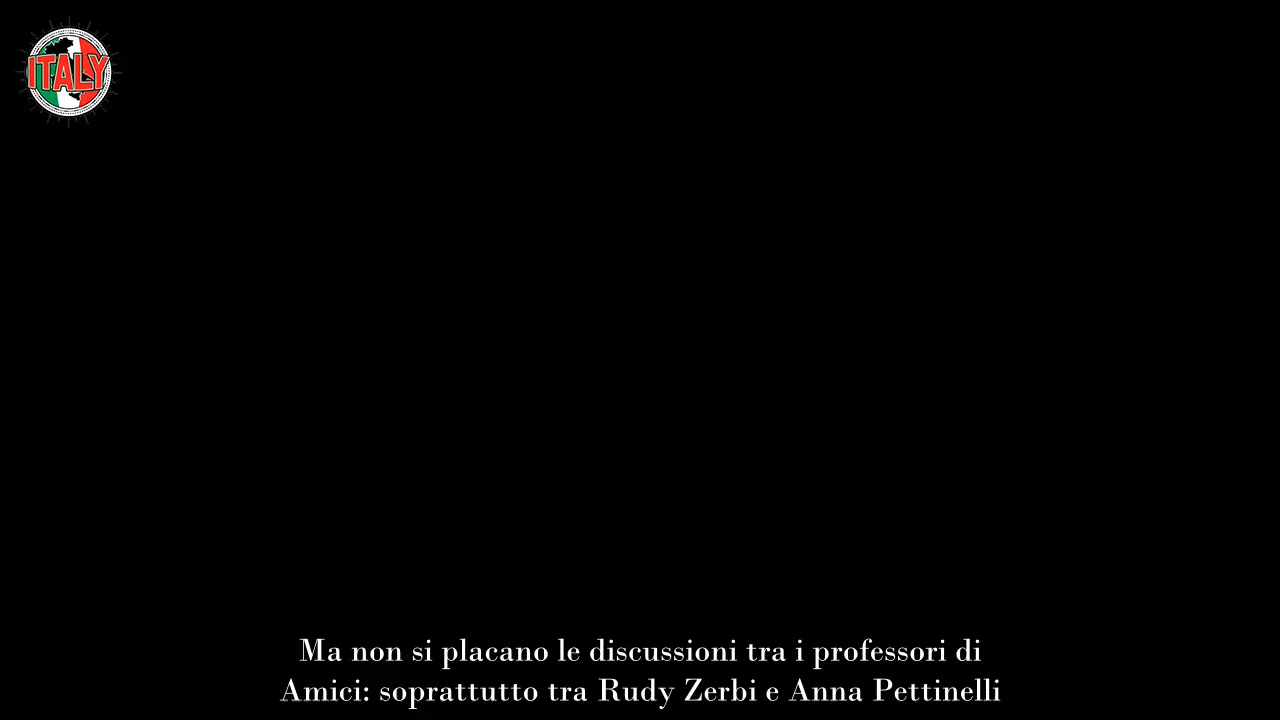 ITALY
Ma non si placano le discussioni tra i professori di
Amici: soprattutto tra Rudy Zerbi e Anna Pettinelli